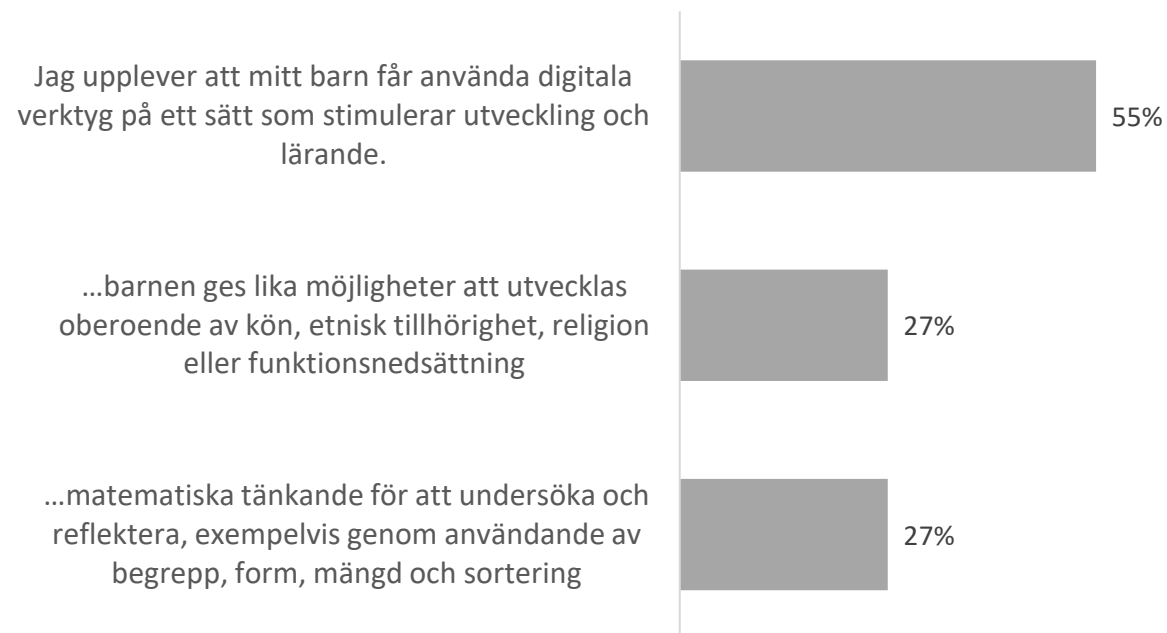 Jag upplever att mitt barn får använda digitala
verktyg på ett sätt som stimulerar utveckling och
lärande.
55%
…barnen ges lika möjligheter att utvecklas
oberoende av kön, etnisk tillhörighet, religion
eller funktionsnedsättning
27%
…matematiska tänkande för att undersöka och
reflektera, exempelvis genom användande av
begrepp, form, mängd och sortering
27%